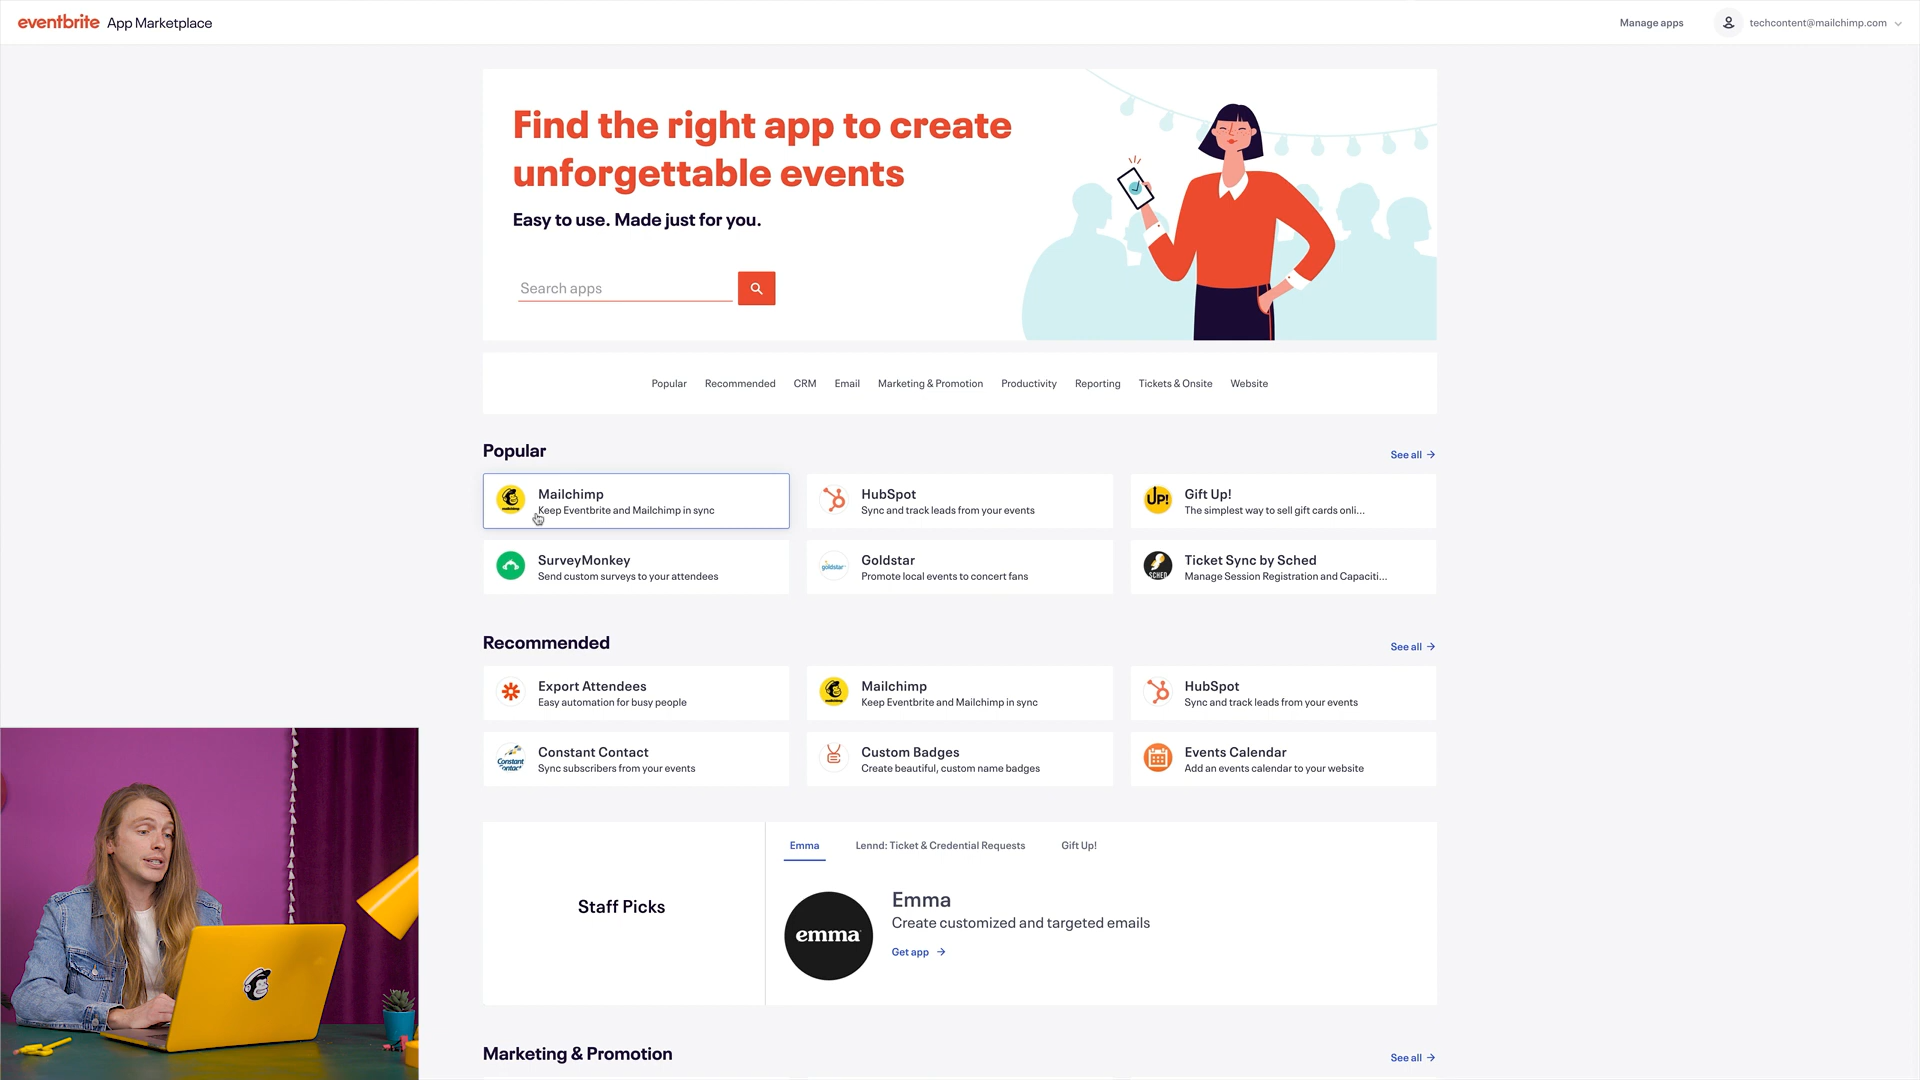 eventbrite App Marketplace
Manage apps
techcontent@mailchimp.com
Find the right app to create
unforgettable events
Easy to use. Made just for you.
Search apps
Popular Recommended CRM Email Marketing & Promotion Productivity Reporting Tickets & Onsite Website
Popular
See all →
Mailchimp
Keep Eventbrite and Mailchimp in sync
HubSpot
Sync and track leads from your events
UP!
Gift Up!
The simplest way to sell gift cards onli...
SurveyMonkey
Send custom surveys to your attendees
goldstar
Goldstar
Promote local events to concert fans
SCHED
Ticket Sync by Sched
Manage Session Registration and Capaciti...
Recommended
See all →
Export Attendees
Easy automation for busy people
Mailchimp
Keep Eventbrite and Mailchimp in sync
HubSpot
Sync and track leads from your events
Constant Contact
Constant Contact
Sync subscribers from your events
Custom Badges
Create beautiful, custom name badges
Events Calendar
Add an events calendar to your website
Staff Picks
Emma Lennd: Ticket & Credential Requests Gift Up!
emma
Emma
Create customized and targeted emails
Get app →
Marketing & Promotion
See all →